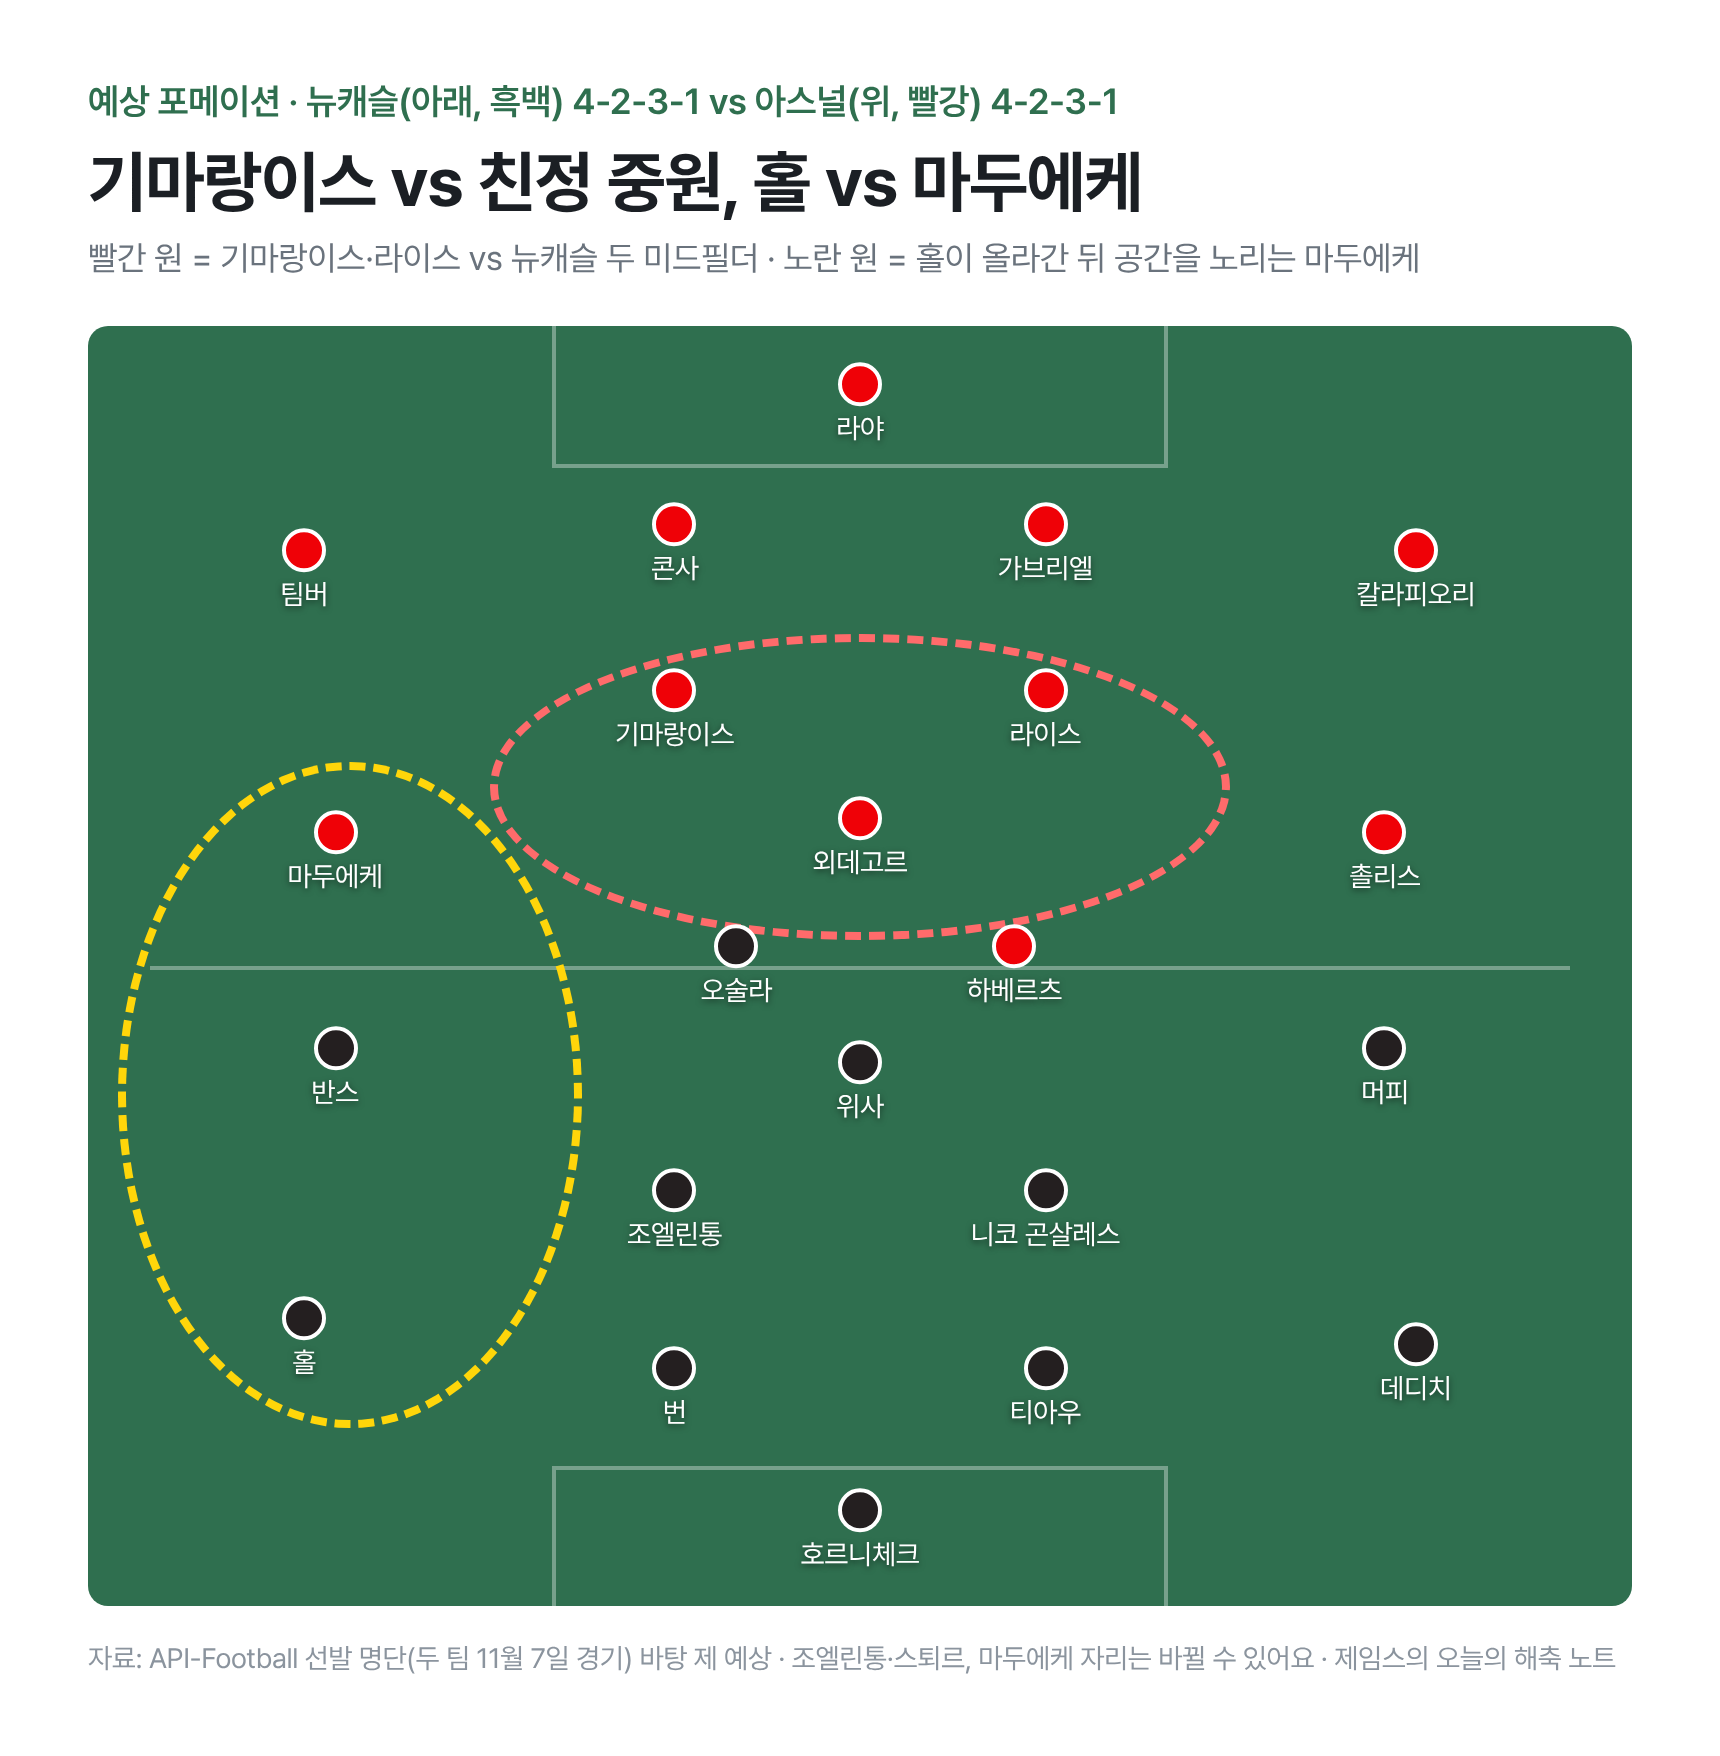 예상 포메이션 · 뉴캐슬(아래, 흑백) 4-2-3-1 vs 아스널(위, 빨강) 4-2-3-1
기마랑이스 vs 친정 중원, 홀 vs 마두에케
빨간 원 = 기마랑이스·라이스 vs 뉴캐슬 두 미드필더 · 노란 원 = 홀이 올라간 뒤 공간을 노리는 마두에케
라야
콘사
가브리엘
팀버
칼라피오리
기마랑이스
라이스
외데고르
마두에케
촐리스
오술라
하베르츠
반스
위사
머피
조엘린통
니코 곤살레스
홀
번
티아우
데디치
호르니체크
자료: API-Football 선발 명단(두 팀 11월 7일 경기) 바탕 제 예상 · 조엘린통·스퇴르, 마두에케 자리는 바뀔 수 있어요 · 제임스의 오늘의 해축 노트